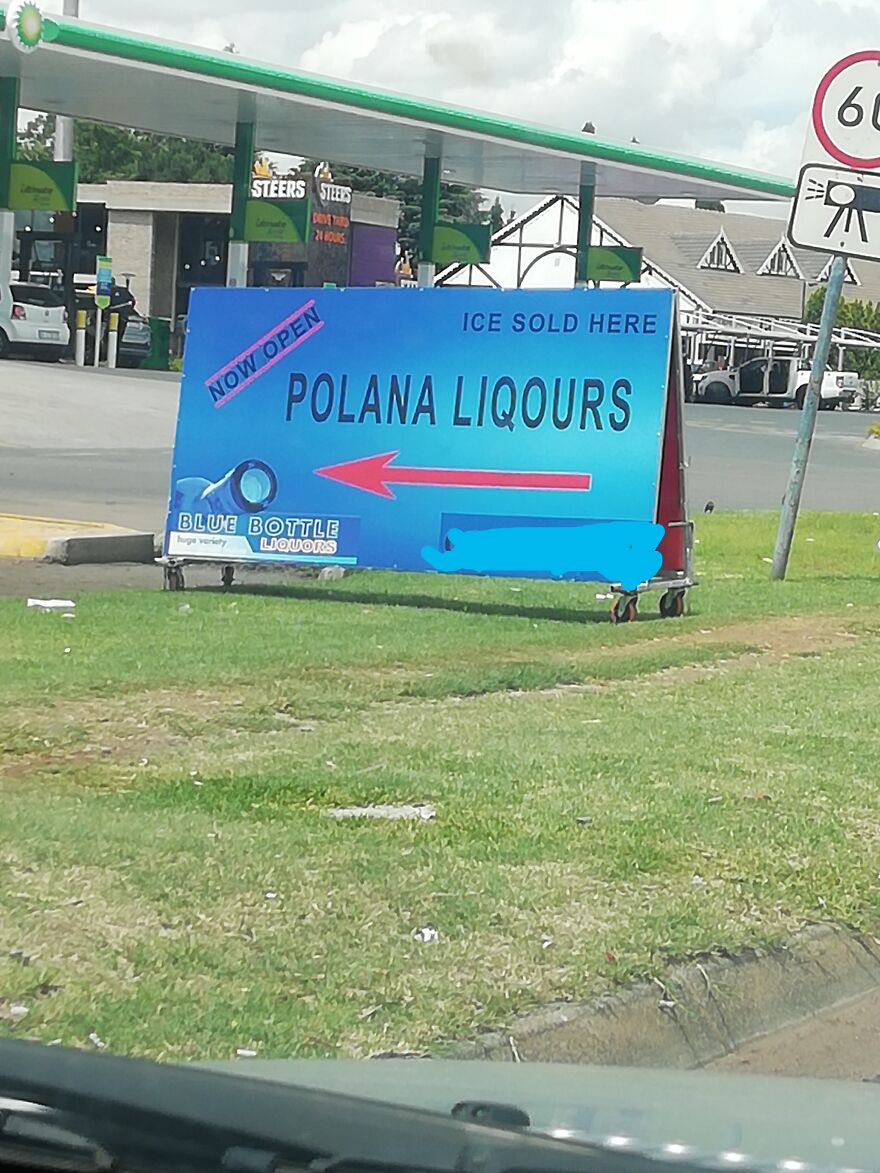 bp
60
STEERS
STEERS
DRIVE THRU
24 HOURS
NOW OPEN
ICE SOLD HERE
POLANA LIQOURS
BLUE BOTTLE
huge variety
LIQUORS